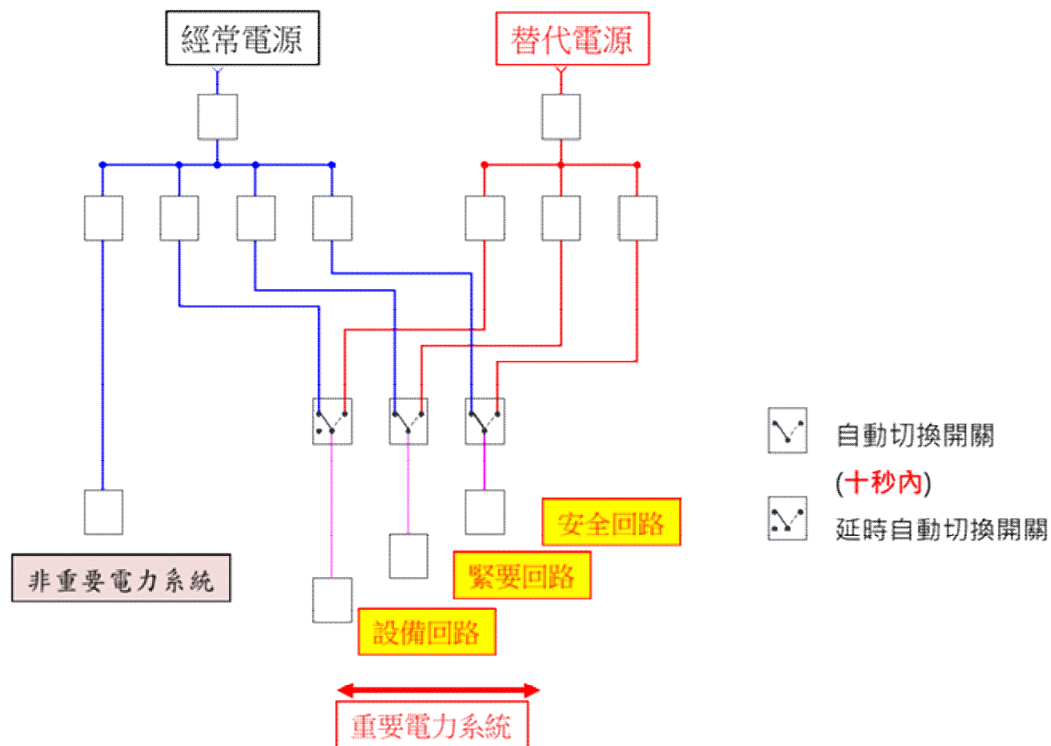 經常電源
替代電源
自動切換開關
(十秒內)
延時自動切換開關
安全回路
緊要回路
非重要電力系統
設備回路
重要電力系統